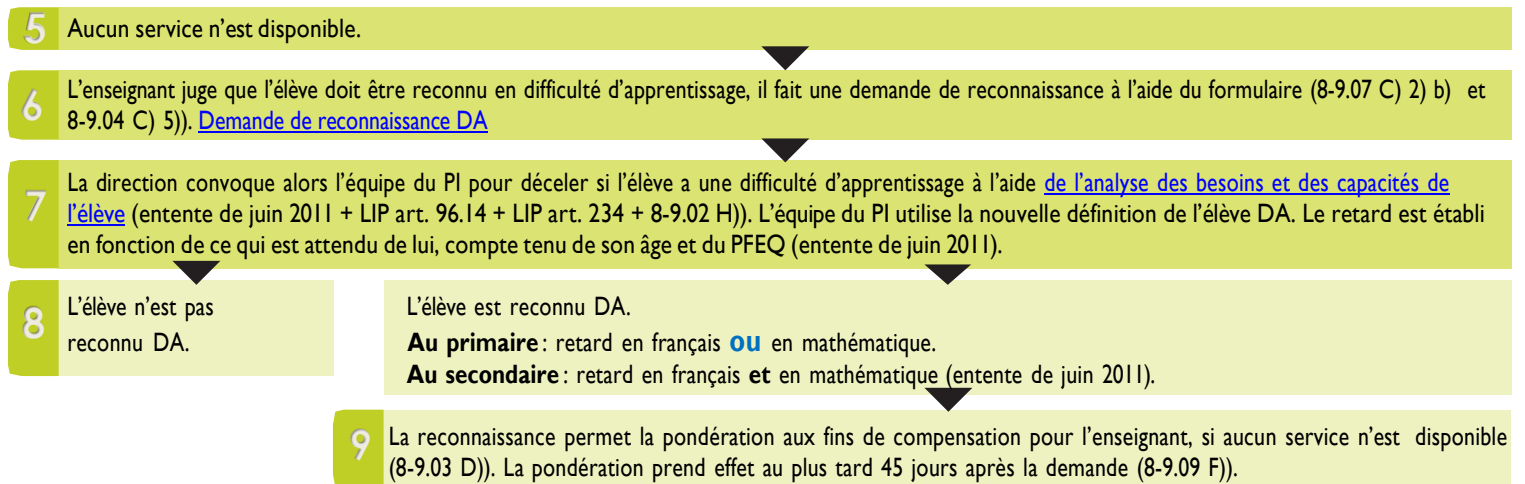 5 Aucun service n'est disponible.
6 L'enseignant juge que l'élève doit être reconnu en difficulté d'apprentissage, il fait une demande de reconnaissance à l'aide du formulaire (8-9.07 C) 2) b) et
8-9.04 C) 5)). Demande de reconnaissance DA
7 La direction convoque alors l'équipe du PI pour déceler si l'élève a une difficulté d'apprentissage à l'aide de l'analyse des besoins et des capacités de
l'élève (entente de juin 2011 + LIP art. 96.14 + LIP art. 234 + 8-9.02 H)). L'équipe du PI utilise la nouvelle définition de l'élève DA. Le retard est établi
en fonction de ce qui est attendu de lui, compte tenu de son âge et du PFEQ (entente de juin 2011).
8 L'élève n'est pas
reconnu DA.
L'élève est reconnu DA.
Au primaire : retard en français ou en mathématique.
Au secondaire : retard en français et en mathématique (entente de juin 2011).
9 La reconnaissance permet la pondération aux fins de compensation pour l'enseignant, si aucun service n'est disponible
(8-9.03 D)). La pondération prend effet au plus tard 45 jours après la demande (8-9.09 F)).